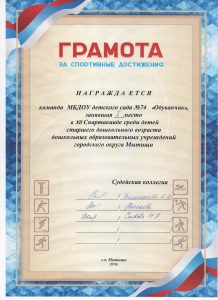 ГРАМОТА
ЗА СПОРТИВНЫЕ ДОСТИЖЕНИЯ
НАГРАЖДАЕТСЯ
команда МБДОУ детского сада №74 «Одуванчик»,
занявшая место
в XII Спартакиаде среди детей
старшего дошкольного возраста
дошкольных образовательных учреждений
городского округа Мытищи
Судейская коллегия
г.о. Мытищи